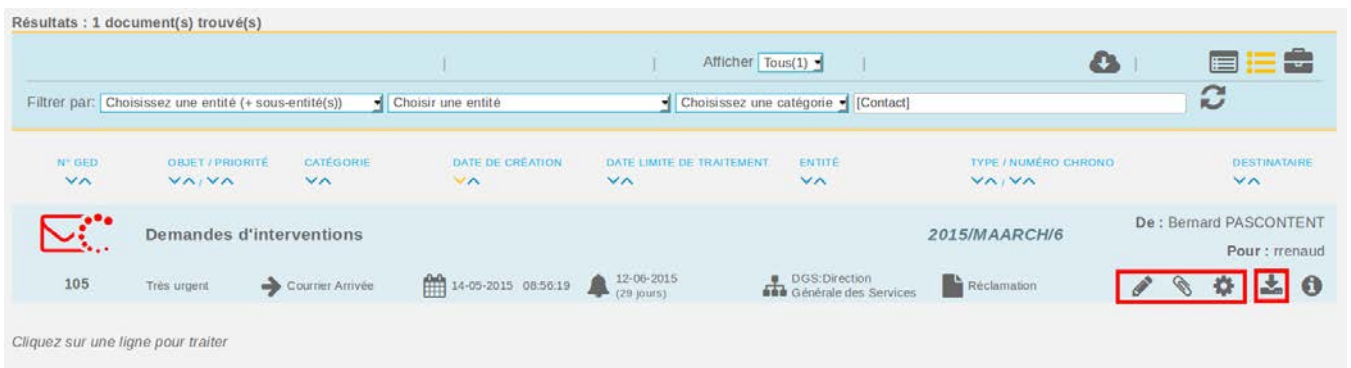 Résultats : 1 document(s) trouvé(s)
| | Afficher Tous(1) | |
Filtrer par: Choisissez une entité (+ sous-entité(s)) Choisir une entité Choisissez une catégorie [Contact]
N° GED OBJET / PRIORITÉ CATÉGORIE DATE DE CRÉATION DATE LIMITE DE TRAITEMENT ENTITÉ TYPE / NUMÉRO CHRONO DESTINATAIRE
/ /
Demandes d'interventions 2015/MAARCH/6 De : Bernard PASCONTENT
Pour : rrenaud
105 Très urgent Courrier Arrivée 14-05-2015 08:56:19 12-06-2015 DGS:Direction Réclamation
(29 jours) Générale des Services
Cliquez sur une ligne pour traiter